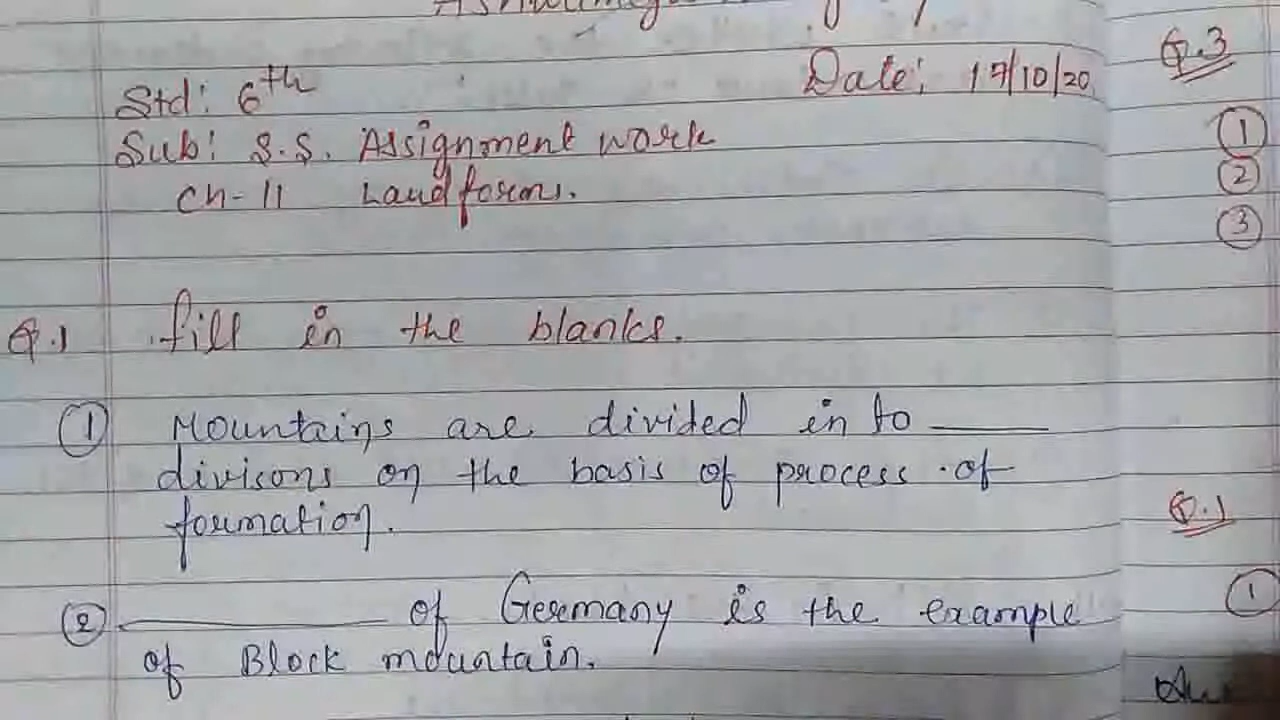 Std: 6th
Date: 17/10/20
Sub: S.S. Assignment work
Ch-11 Landforms.
Q.1 fill in the blanks.
① Mountains are divided in to ____
divisons on the basis of process of
formation.
② ____ of Germany is the example
of Block mountain.
Q.3
①
②
③
Q.1
①